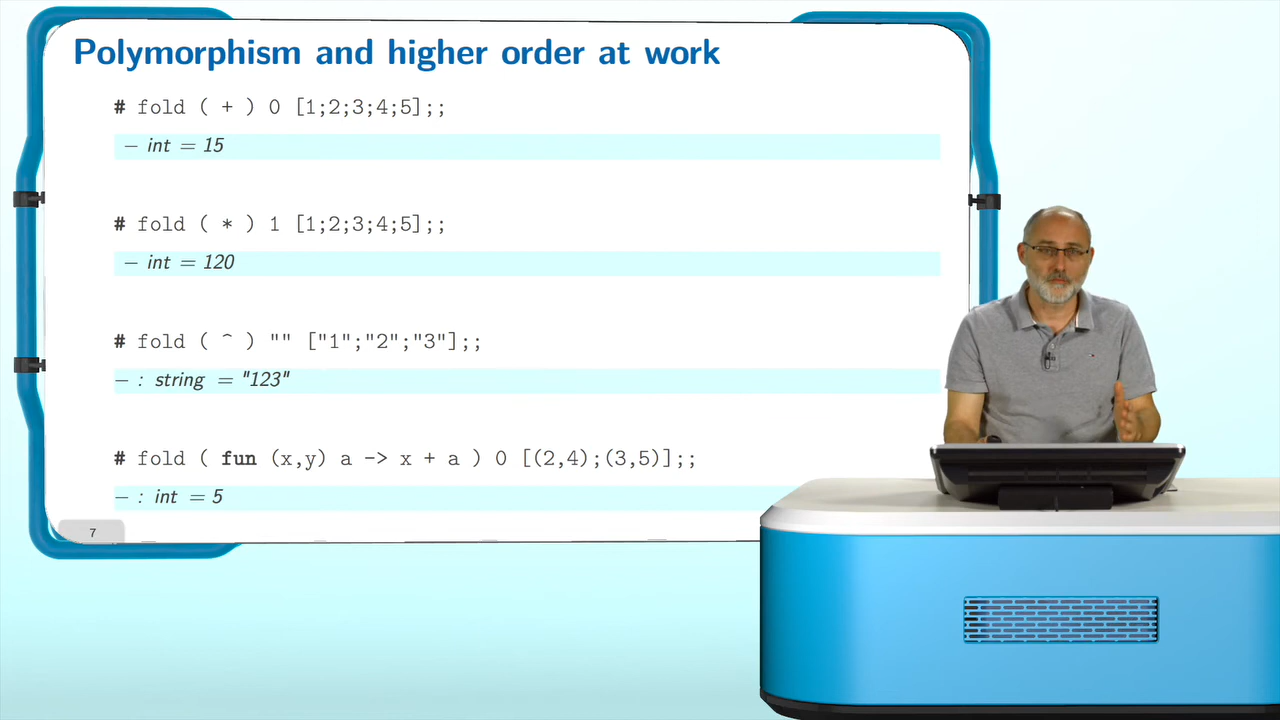 Polymorphism and higher order at work
# fold ( + ) 0 [1;2;3;4;5];;
− int = 15
# fold ( * ) 1 [1;2;3;4;5];;
− int = 120
# fold ( ^ ) "" ["1";"2";"3"];;
− : string = "123"
# fold ( fun (x,y) a -> x + a ) 0 [(2,4);(3,5)];;
− : int = 5
7